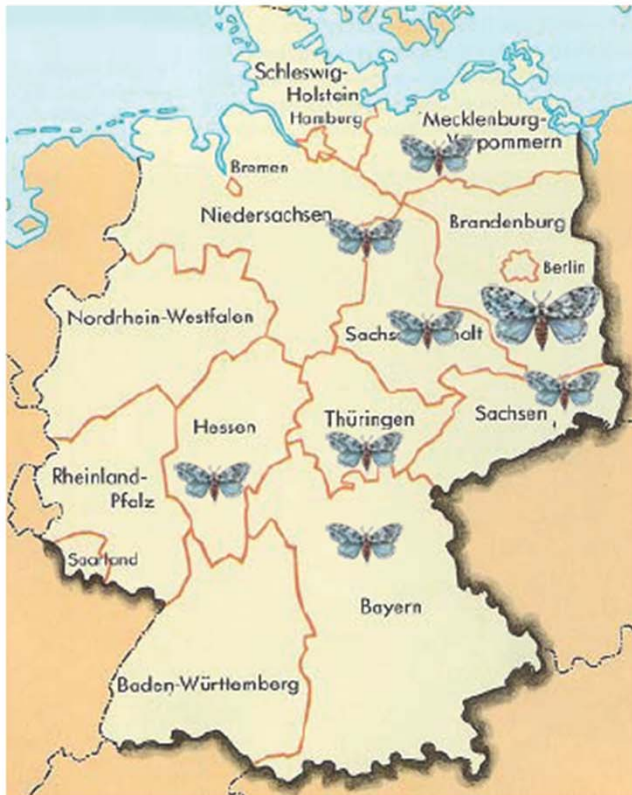 Schleswig-
Holstein
Hamburg
Mecklenburg-
Vorpommern
Bremen
Niedersachsen
Brandenburg
Berlin
Nordrhein-Westfalen
Hessen
Thüringen
Sachsen
Rheinland-
Pfalz
Saarland
Bayern
Baden-Württemberg